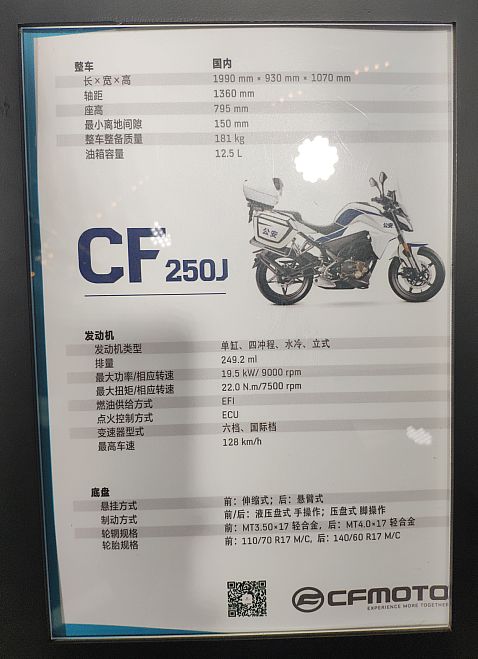 整车 国内
长×宽×高 1990 mm × 930 mm × 1070 mm
轴距 1360 mm
座高 795 mm
最小离地间隙 150 mm
整车整备质量 181 kg
油箱容量 12.5 L
公安 公安
CF 250J
发动机
发动机类型 单缸、四冲程、水冷、立式
排量 249.2 ml
最大功率/相应转速 19.5 kW/ 9000 rpm
最大扭矩/相应转速 22.0 N.m/7500 rpm
燃油供给方式 EFI
点火控制方式 ECU
变速器型式 六档、国际档
最高车速 128 km/h
底盘
悬挂方式 前：伸缩式；后：悬臂式
制动方式 前/后：液压盘式 手操作；压盘式 脚操作
轮辋规格 前：MT3.50×17 轻合金，后：MT4.0×17 轻合金
轮胎规格 前：110/70 R17 M/C，后：140/60 R17 M/C
CFMOTO
EXPERIENCE MORE TOGETHER